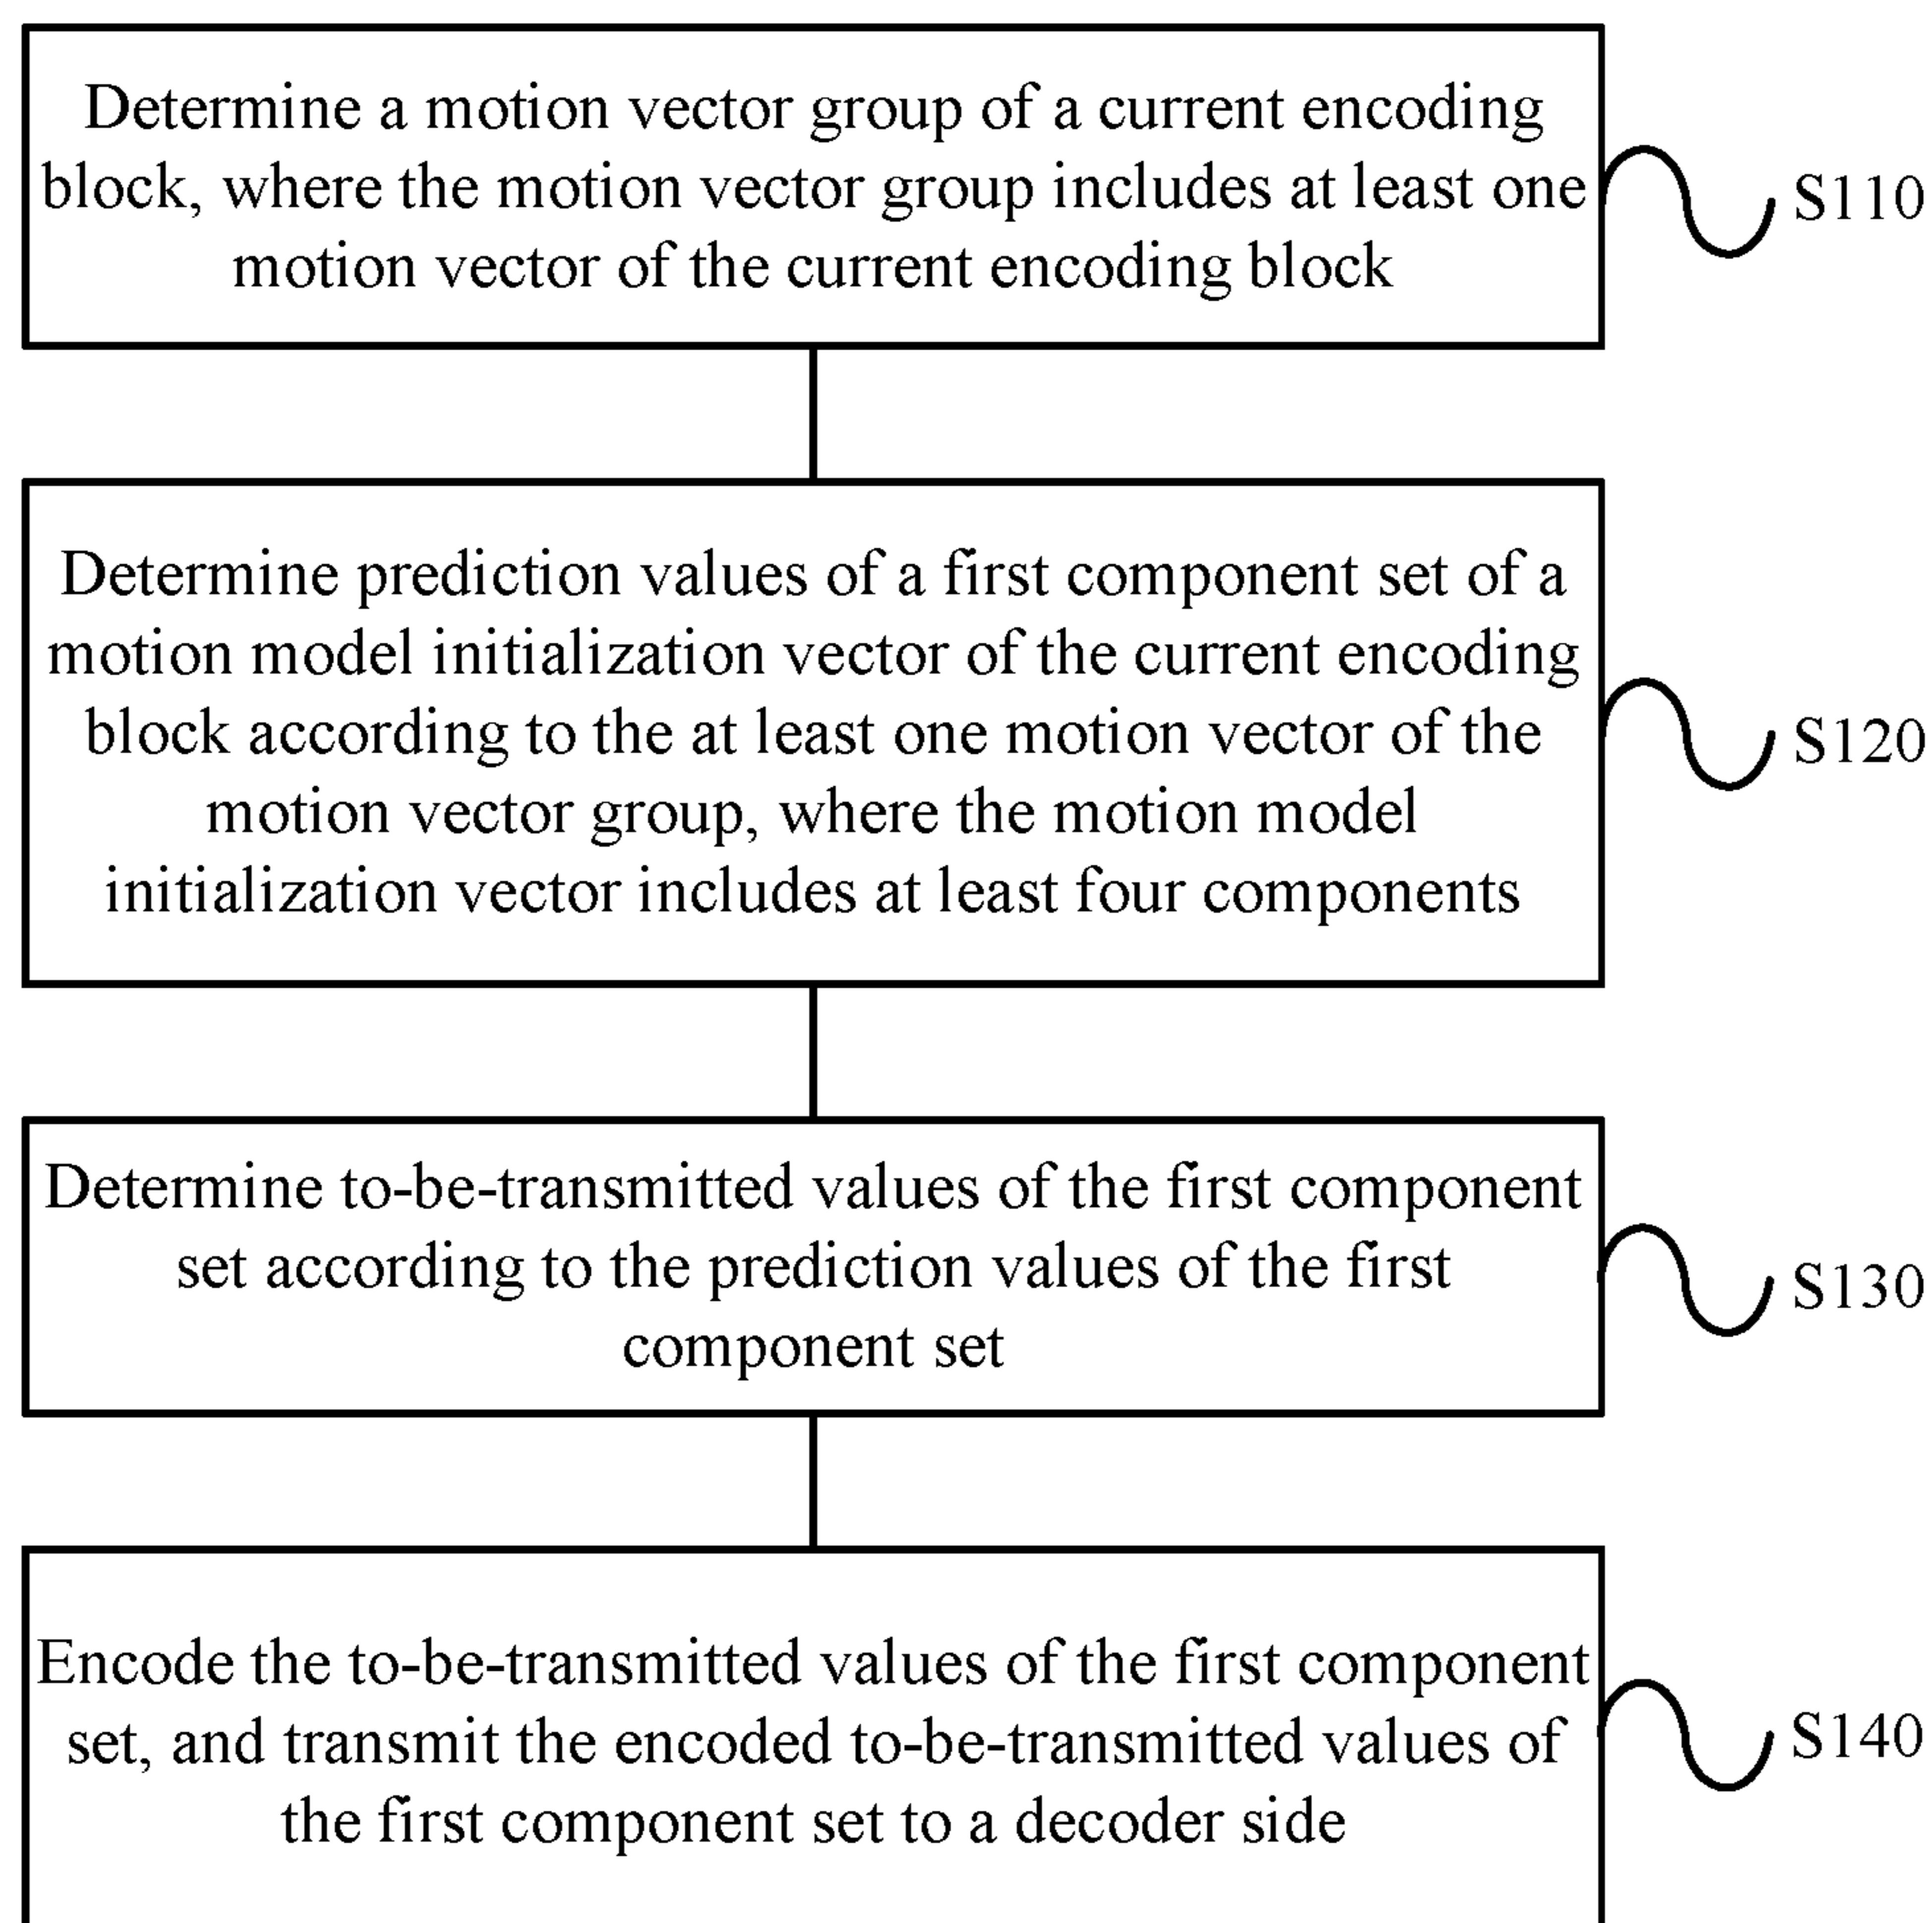 Determine a motion vector group of a current encoding
block, where the motion vector group includes at least one
motion vector of the current encoding block
S110
Determine prediction values of a first component set of a
motion model initialization vector of the current encoding
block according to the at least one motion vector of the
motion vector group, where the motion model
initialization vector includes at least four components
S120
Determine to-be-transmitted values of the first component
set according to the prediction values of the first
component set
S130
Encode the to-be-transmitted values of the first component
set, and transmit the encoded to-be-transmitted values of
the first component set to a decoder side
S140